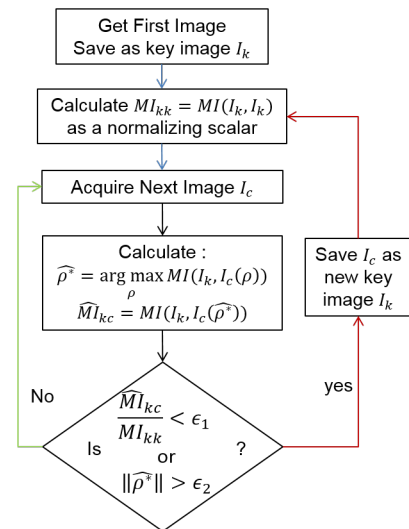 Get First Image
Save as key image I_k
Calculate MI_kk = MI(I_k, I_k)
as a normalizing scalar
Acquire Next Image I_c
Calculate :
ρ̂* = arg max MI(I_k, I_c(ρ))
ρ
M̂I_kc = MI(I_k, I_c(ρ̂*))
Save I_c as
new key
image I_k
No
yes
M̂I_kc
MI_kk
< ϵ_1
Is or ?
‖ρ̂*‖ > ϵ_2